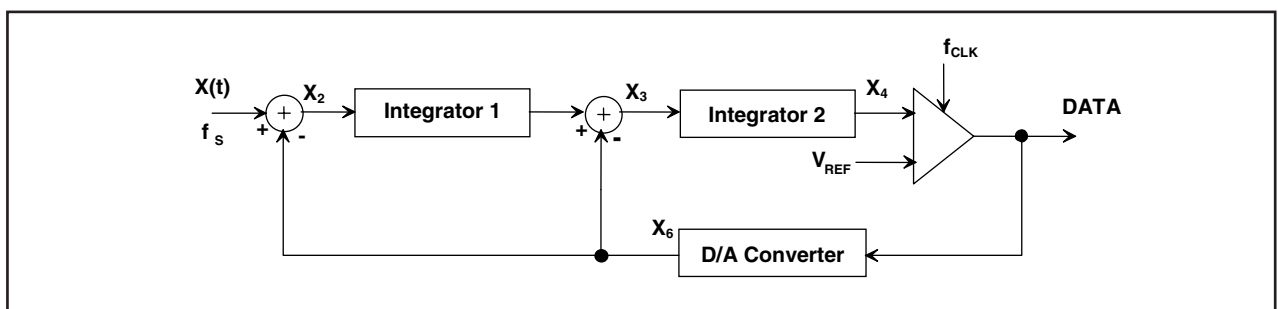 f_CLK
X(t)
X_2
Integrator 1
X_3
Integrator 2
X_4
DATA
f_S
+
-
+
-
+
+
V_REF
X_6
D/A Converter